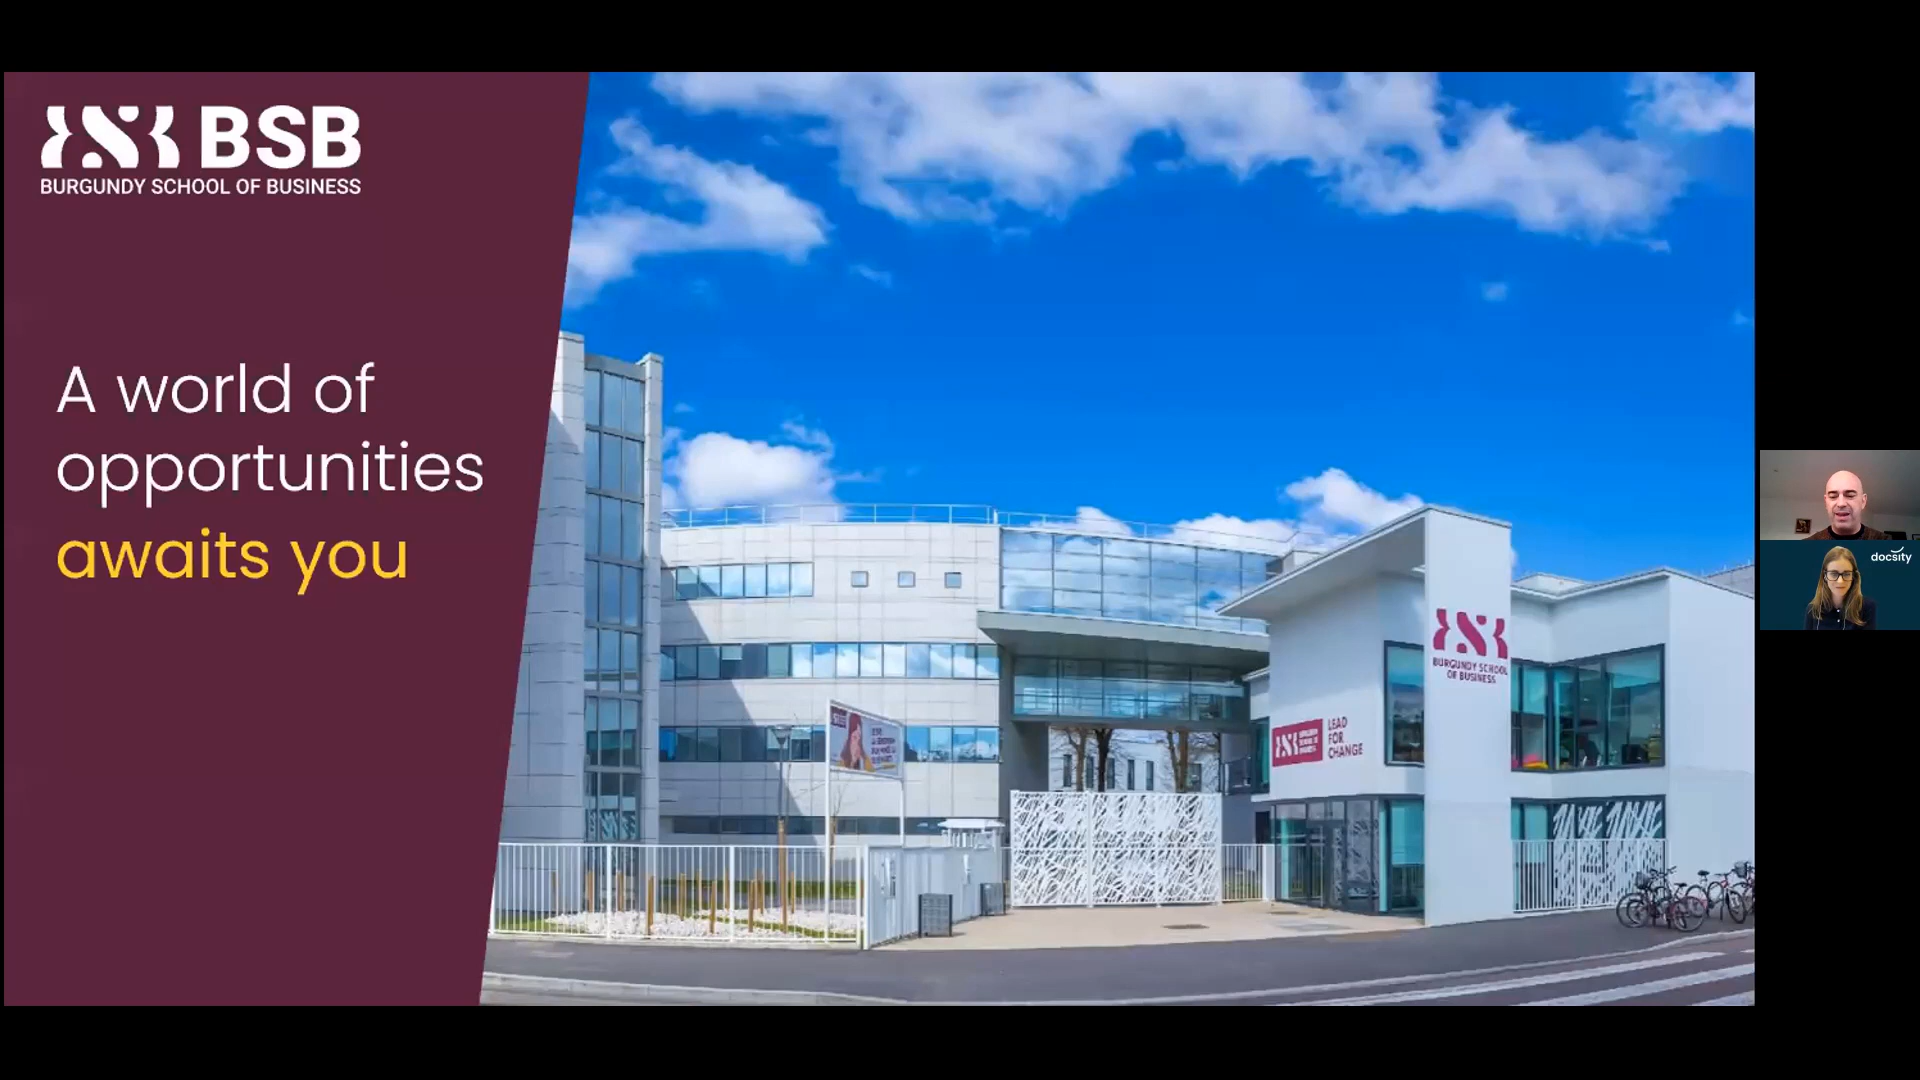 BSB
BURGUNDY SCHOOL OF BUSINESS
A world of
opportunities
awaits you
BURGUNDY SCHOOL
OF BUSINESS
LEAD
FOR
CHANGE
docsity